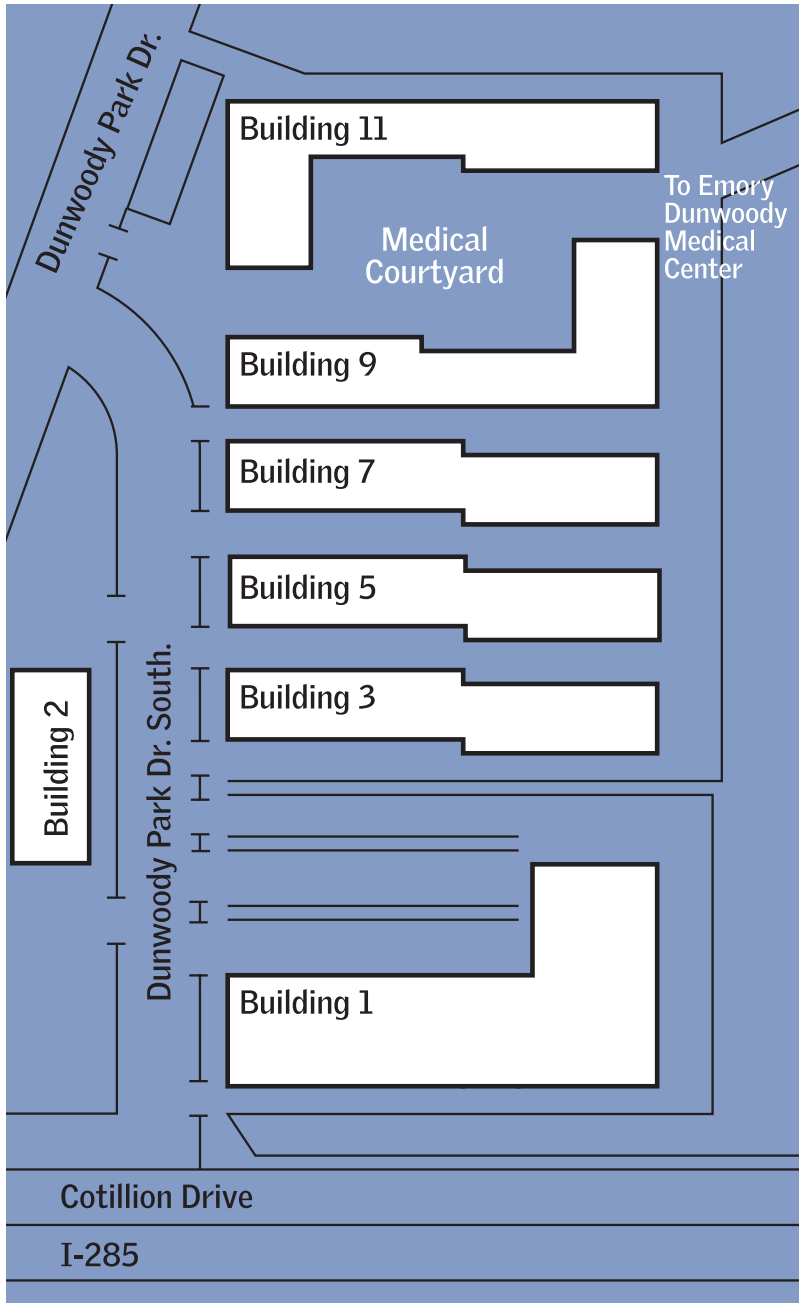 Dunwoody Park Dr.
Building 11
To Emory
Dunwoody
Medical
Center
Medical
Courtyard
Building 9
Building 7
Building 5
Building 3
Building 2
Dunwoody Park Dr. South.
Building 1
Cotillion Drive
I-285